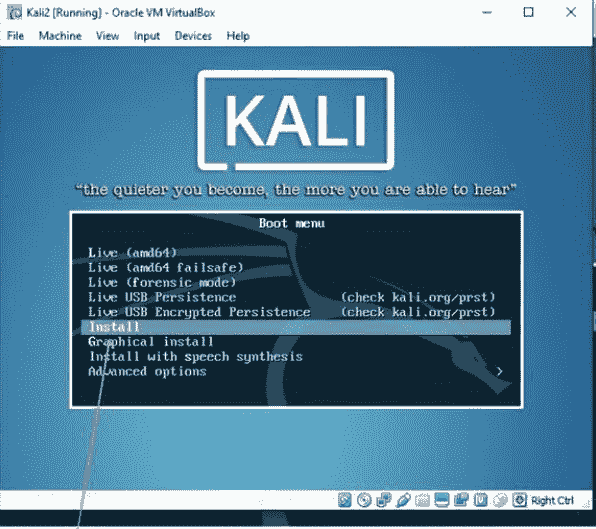 Kali2 [Running] - Oracle VM VirtualBox
File Machine View Input Devices Help
KALI
“the quieter you become, the more you are able to hear”
Boot menu
Live (amd64)
Live (amd64 failsafe)
Live (forensic mode)
Live USB Persistence (check kali.org/prst)
Live USB Encrypted Persistence (check kali.org/prst)
Install
Graphical install
Install with speech synthesis
Advanced options >
Right Ctrl